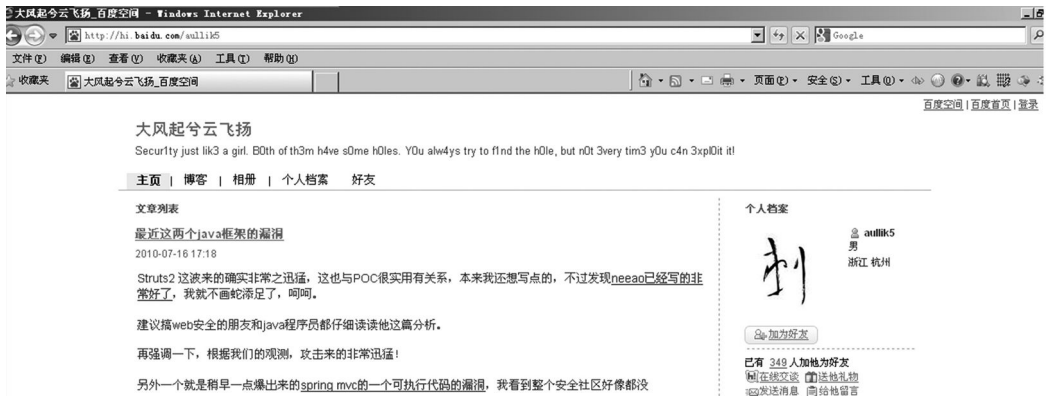 大风起兮云飞扬_百度空间 - Windows Internet Explorer
http://hi.baidu.com/aullik5
Google
文件(F) 编辑(E) 查看(V) 收藏夹(A) 工具(T) 帮助(H)
收藏夹 大风起兮云飞扬_百度空间 页面(P) 安全(S) 工具(O)
百度空间 | 百度首页 | 登录
大风起兮云飞扬
Secur1ty just lik3 a girl. B0th of th3m h4ve s0me h0les. Y0u alw4ys try to f1nd the h0le, but n0t 3very tim3 y0u c4n 3xpl0it it!
主页 | 博客 | 相册 | 个人档案 好友
文章列表
最近这两个java框架的漏洞
2010-07-16 17:18
Struts2 这波来的确实非常之迅猛，这也与POC很实用有关系，本来我还想写点的，不过发现neeao已经写的非
常好了，我就不画蛇添足了，呵呵。
建议搞web安全的朋友和java程序员都仔细读读他这篇分析。
再强调一下，根据我们的观测，攻击来的非常迅猛！
另外一个就是稍早一点爆出来的spring mvc的一个可执行代码的漏洞，我看到整个安全社区好像都没
个人档案
刺
aullik5
男
浙江 杭州
加为好友
已有 349 人加他为好友
在线交谈 送他礼物
发送消息 给他留言